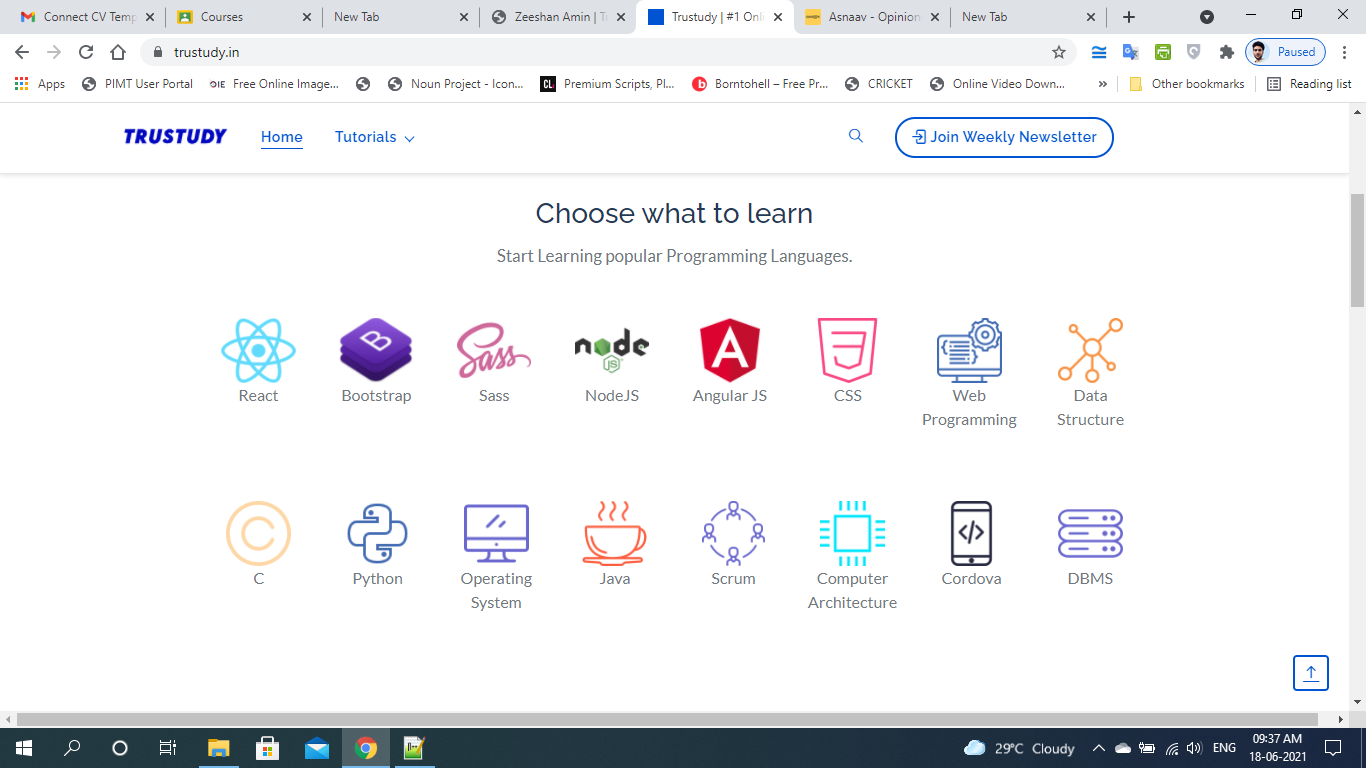 Connect CV Temp
Courses
New Tab
Zeeshan Amin | T
Trustudy | #1 Onli
Asnaav - Opinion
New Tab
trustudy.in
Paused
Apps
PIMT User Portal
OIE Free Online Image...
Noun Project - Icon...
CL. Premium Scripts, Pl...
b Borntohell – Free Pr...
CRICKET
Online Video Down...
»
Other bookmarks
Reading list
TRUSTUDY
Home
Tutorials
Join Weekly Newsletter
Choose what to learn
Start Learning popular Programming Languages.
B
Sass
node
JS
A
React
Bootstrap
Sass
NodeJS
Angular JS
CSS
Web
Programming
Data
Structure
C
</>
C
Python
Operating
System
Java
Scrum
Computer
Architecture
Cordova
DBMS
29°C Cloudy
ENG
09:37 AM
18-06-2021